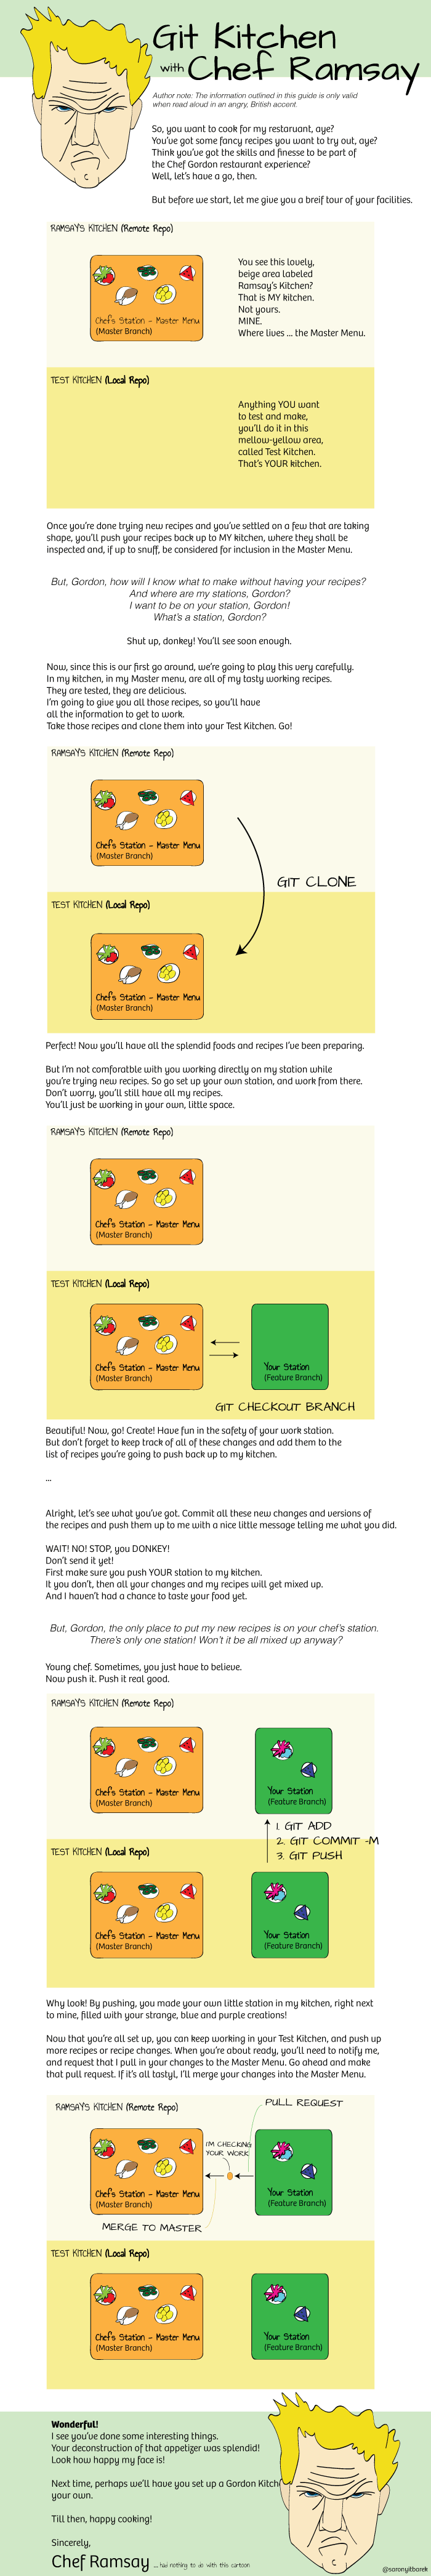 Git Kitchen
with Chef Ramsay
Author note: The information outlined in this guide is only valid
when read aloud in an angry, British accent.
So, you want to cook for my restaruant, aye?
You've got some fancy recipes you want to try out, aye?
Think you've got the skills and finesse to be part of
the Chef Gordon restaurant experience?
Well, let's have a go, then.
But before we start, let me give you a breif tour of your facilities.
RAMSAY'S KITCHEN (Remote Repo)
You see this lovely,
beige area labeled
Ramsay's Kitchen?
That is MY kitchen.
Not yours.
MINE.
Where lives ... the Master Menu.
Chef's Station - Master Menu
(Master Branch)
TEST KITCHEN (Local Repo)
Anything YOU want
to test and make,
you'll do it in this
mellow-yellow area,
called Test Kitchen.
That's YOUR kitchen.
Once you're done trying new recipes and you've settled on a few that are taking
shape, you'll push your recipes back up to MY kitchen, where they shall be
inspected and, if up to snuff, be considered for inclusion in the Master Menu.
But, Gordon, how will I know what to make without having your recipes?
And where are my stations, Gordon?
I want to be on your station, Gordon!
What's a station, Gordon?
Shut up, donkey! You'll see soon enough.
Now, since this is our first go around, we're going to play this very carefully.
In my kitchen, in my Master menu, are all of my tasty working recipes.
They are tested, they are delicious.
I'm going to give you all those recipes, so you'll have
all the information to get to work.
Take those recipes and clone them into your Test Kitchen. Go!
RAMSAY'S KITCHEN (Remote Repo)
Chef's Station - Master Menu
(Master Branch)
GIT CLONE
TEST KITCHEN (Local Repo)
Chef's Station - Master Menu
(Master Branch)
Perfect! Now you'll have all the splendid foods and recipes I've been preparing.
But I'm not comforatble with you working directly on my station while
you're trying new recipes. So go set up your own station, and work from there.
Don't worry, you'll still have all my recipes.
You'll just be working in your own, little space.
RAMSAY'S KITCHEN (Remote Repo)
Chef's Station - Master Menu
(Master Branch)
TEST KITCHEN (Local Repo)
Chef's Station - Master Menu
(Master Branch)
Your Station
(Feature Branch)
GIT CHECKOUT BRANCH
Beautiful! Now, go! Create! Have fun in the safety of your work station.
But don't forget to keep track of all of these changes and add them to the
list of recipes you're going to push back up to my kitchen.
...
Alright, let's see what you've got. Commit all these new changes and versions of
the recipes and push them up to me with a nice little message telling me what you did.
WAIT! NO! STOP, you DONKEY!
Don't send it yet!
First make sure you push YOUR station to my kitchen.
It you don't, then all your changes and my recipes will get mixed up.
And I haven't had a chance to taste your food yet.
But, Gordon, the only place to put my new recipes is on your chef's station.
There's only one station! Won't it be all mixed up anyway?
Young chef. Sometimes, you just have to believe.
Now push it. Push it real good.
RAMSAY'S KITCHEN (Remote Repo)
Chef's Station - Master Menu
(Master Branch)
Your Station
(Feature Branch)
1. GIT ADD
2. GIT COMMIT -M
3. GIT PUSH
TEST KITCHEN (Local Repo)
Chef's Station - Master Menu
(Master Branch)
Your Station
(Feature Branch)
Why look! By pushing, you made your own little station in my kitchen, right next
to mine, filled with your strange, blue and purple creations!
Now that you're all set up, you can keep working in your Test Kitchen, and push up
more recipes or recipe changes. When you're about ready, you'll need to notify me,
and request that I pull in your changes to the Master Menu. Go ahead and make
that pull request. If it's all tastyl, I'll merge your changes into the Master Menu.
RAMSAY'S KITCHEN (Remote Repo)
PULL REQUEST
I'M CHECKING
YOUR WORK
Chef's Station - Master Menu
(Master Branch)
Your Station
(Feature Branch)
MERGE TO MASTER
TEST KITCHEN (Local Repo)
Chef's Station - Master Menu
(Master Branch)
Your Station
(Feature Branch)
Wonderful!
I see you've done some interesting things.
Your deconstruction of that appetizer was splendid!
Look how happy my face is!
Next time, perhaps we'll have you set up a Gordon Kitch
your own.
Till then, happy cooking!
Sincerely,
Chef Ramsay ... had nothing to do with this cartoon
@saronyitbarek